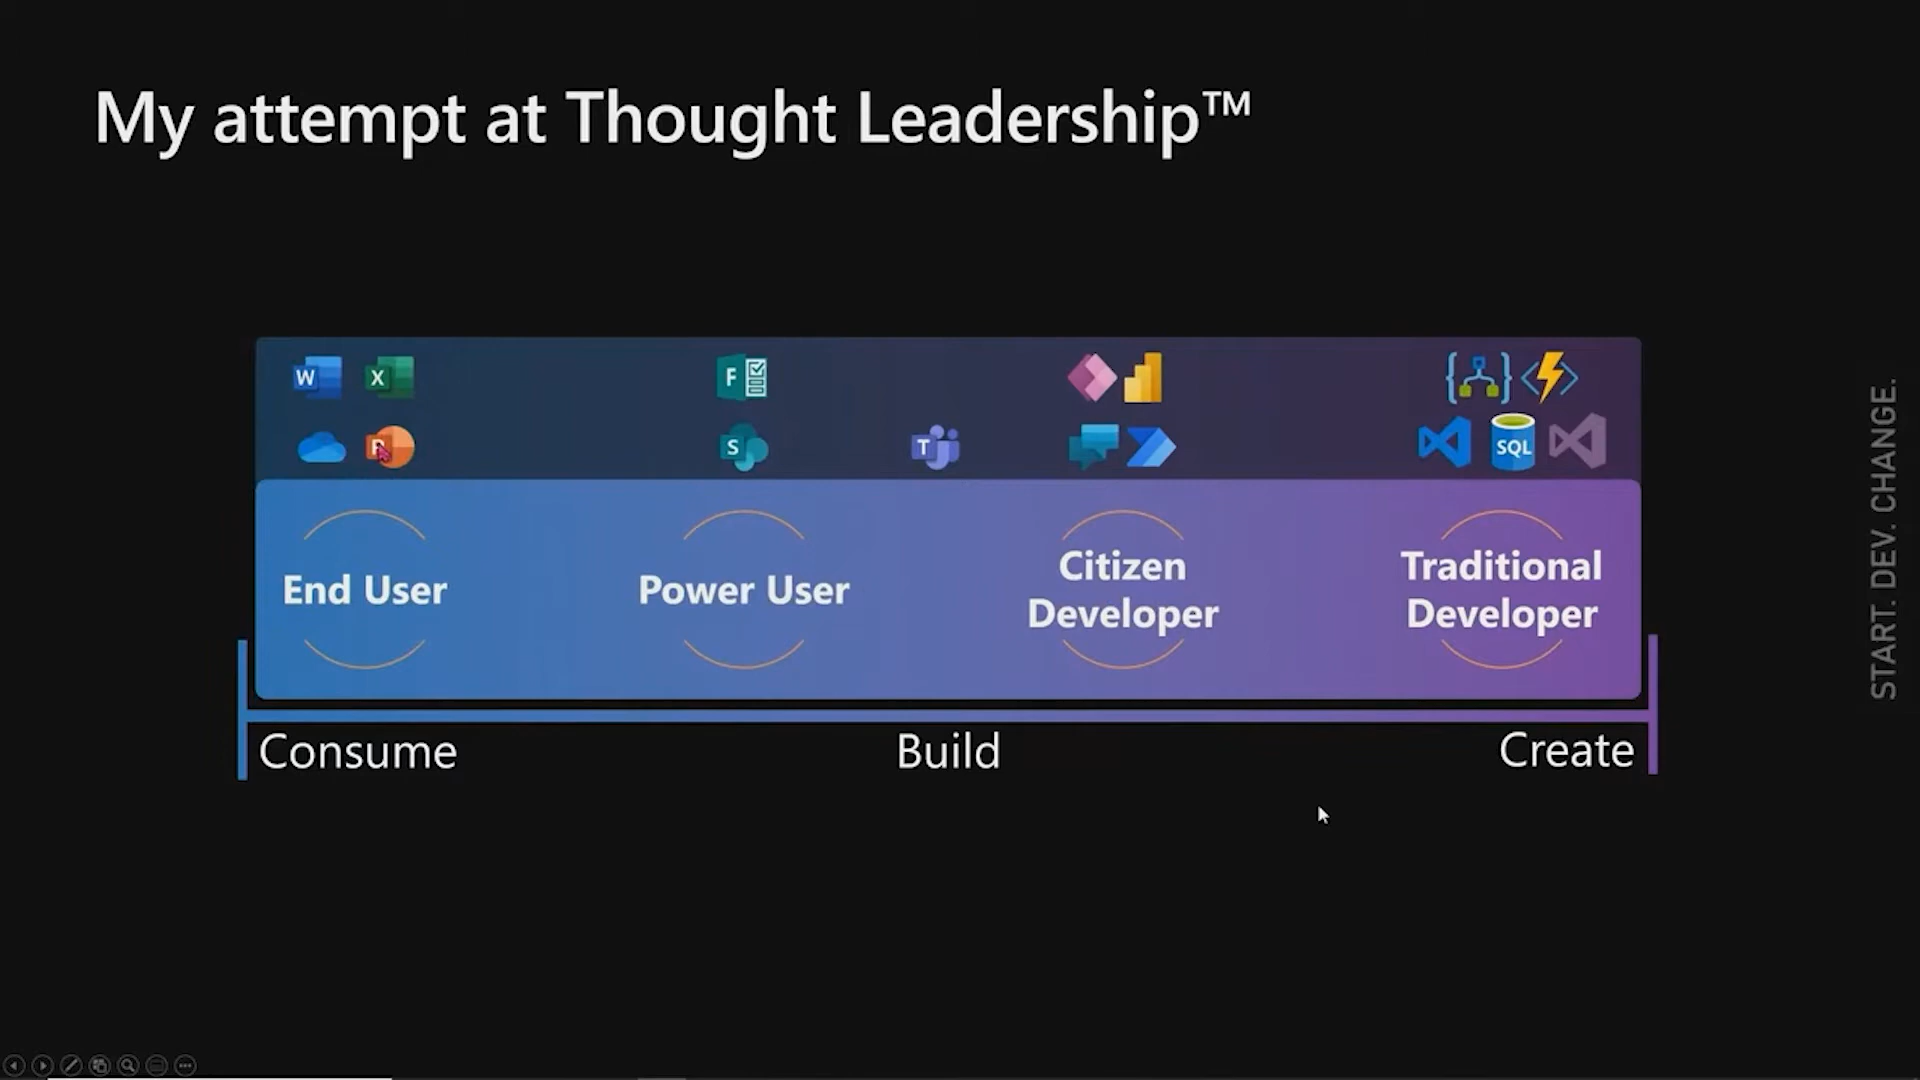 My attempt at Thought Leadership™
W
X
F
P
S
T
SQL
End User
Power User
Citizen
Developer
Traditional
Developer
Consume
Build
Create
START. DEV. CHANGE.